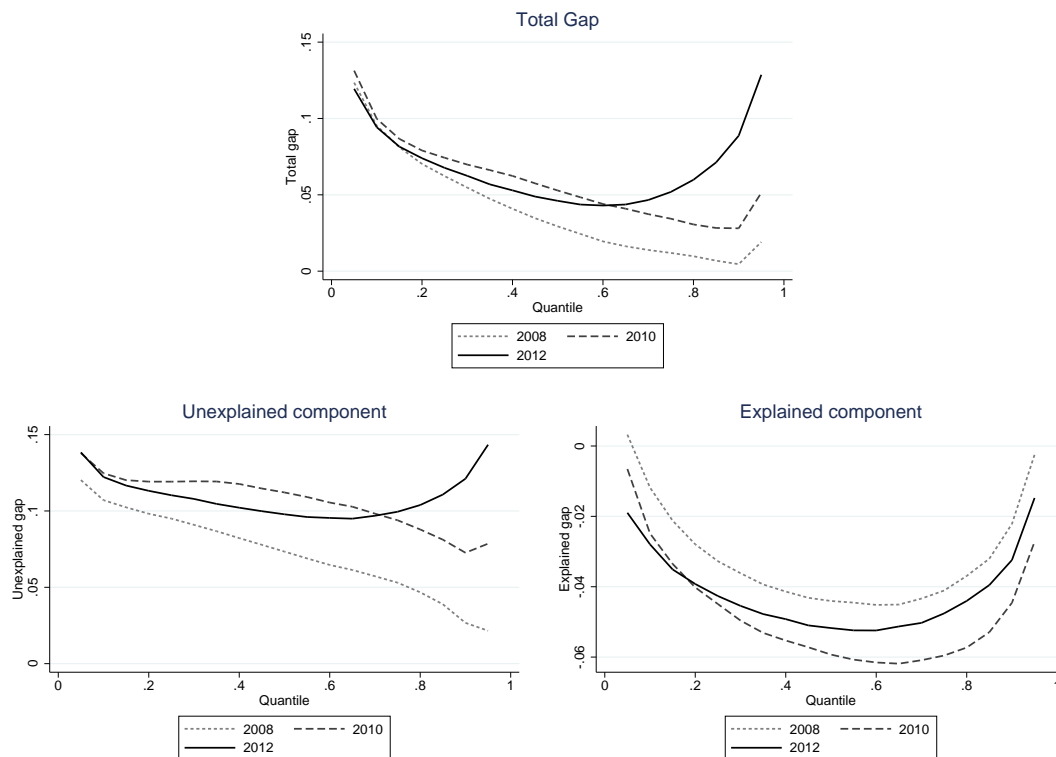 Total Gap
Total gap
.15
.1
.05
0
0 .2 .4 .6 .8 1
Quantile
2008 2010
2012
Unexplained component
Unexplained gap
.15
.1
.05
0
0 .2 .4 .6 .8 1
Quantile
2008 2010
2012
Explained component
Explained gap
0
-.02
-.04
-.06
0 .2 .4 .6 .8 1
Quantile
2008 2010
2012